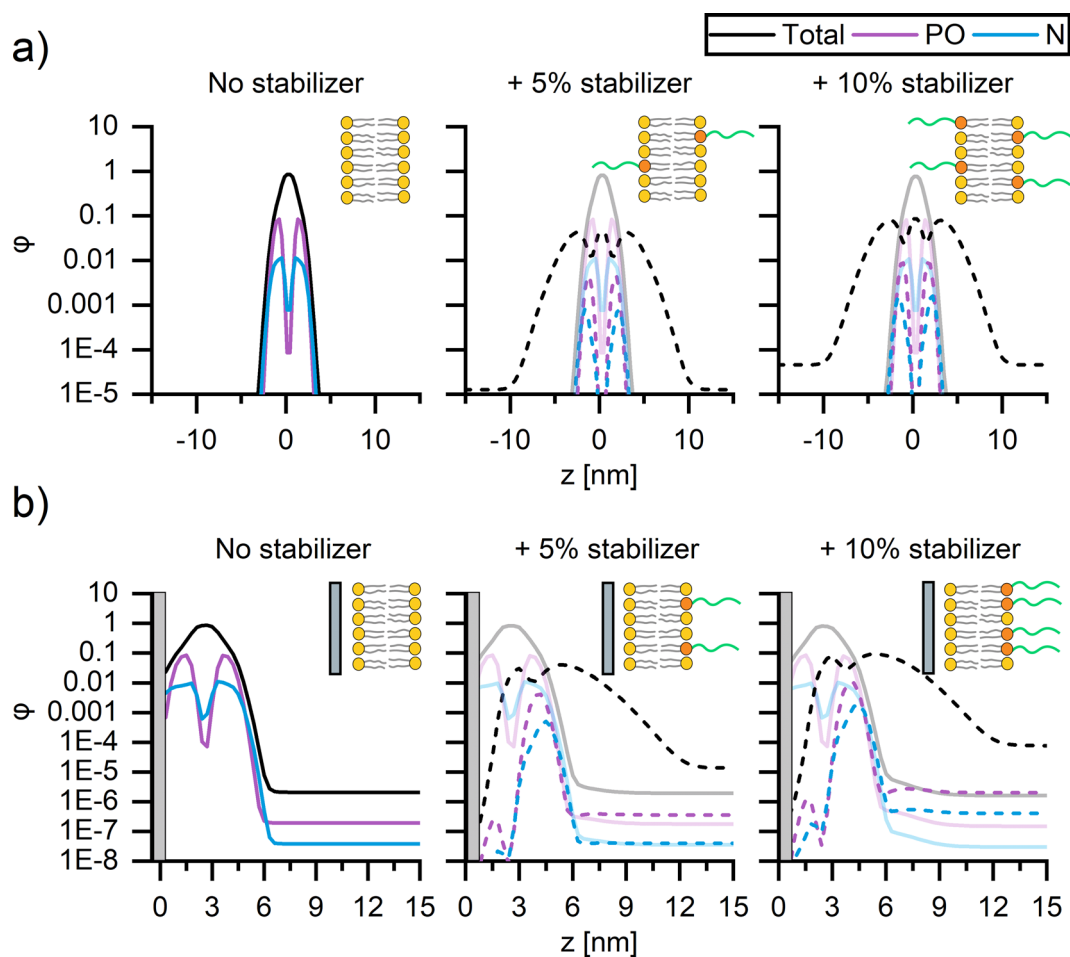 a)
Total PO N
No stabilizer + 5% stabilizer + 10% stabilizer
φ
10
1
0.1
0.01
0.001
1E-4
1E-5
-10 0 10 -10 0 10 -10 0 10
z [nm]
b)
No stabilizer + 5% stabilizer + 10% stabilizer
φ
10
1
0.1
0.01
0.001
1E-4
1E-5
1E-6
1E-7
1E-8
0 3 6 9 12 15 0 3 6 9 12 15 0 3 6 9 12 15
z [nm]